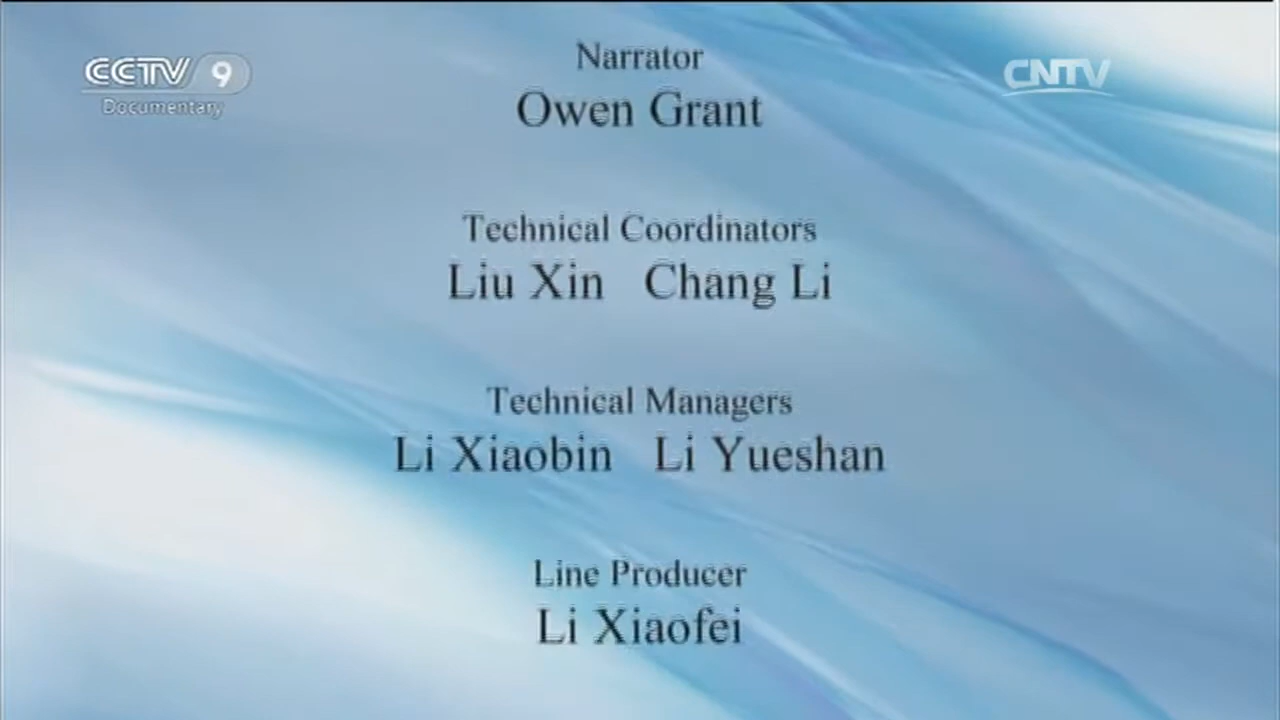 CCTV 9
Documentary
CNTV
Narrator
Owen Grant
Technical Coordinators
Liu Xin Chang Li
Technical Managers
Li Xiaobin Li Yueshan
Line Producer
Li Xiaofei